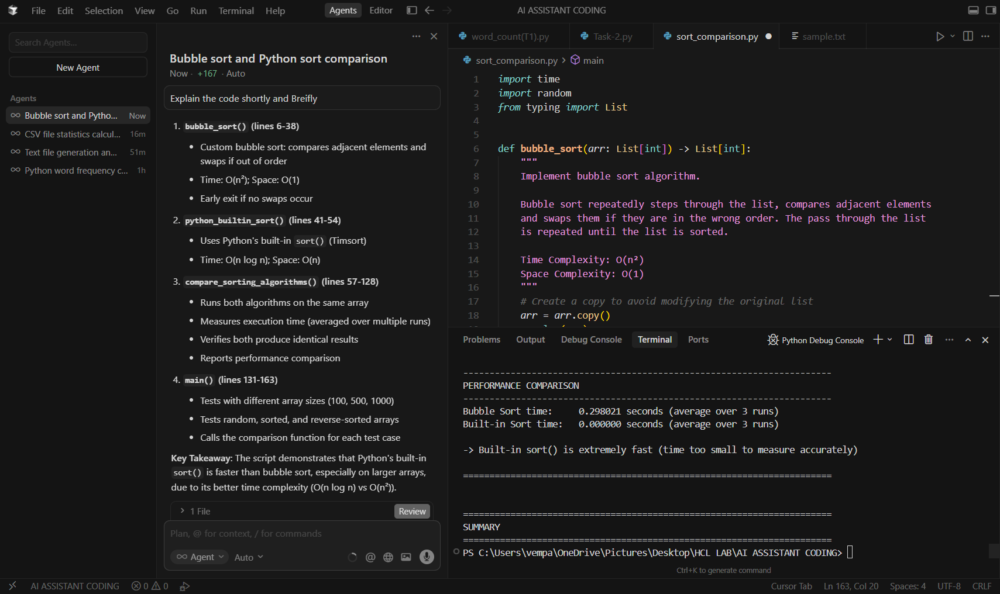 File Edit Selection View Go Run Terminal Help Agents Editor AI ASSISTANT CODING
Search Agents...
New Agent
Agents
Bubble sort and Pytho... Now
CSV file statistics calcul... 16m
Text file generation an... 51m
Python word frequency c... 1h
Bubble sort and Python sort comparison
Now · +167 · Auto
Explain the code shortly and Breifly
1. bubble_sort() (lines 6-38)
• Custom bubble sort: compares adjacent elements and
swaps if out of order
• Time: O(n²); Space: O(1)
• Early exit if no swaps occur
2. python_builtin_sort() (lines 41-54)
• Uses Python's built-in sort() (Timsort)
• Time: O(n log n); Space: O(n)
3. compare_sorting_algorithms() (lines 57-128)
• Runs both algorithms on the same array
• Measures execution time (averaged over multiple runs)
• Verifies both produce identical results
• Reports performance comparison
4. main() (lines 131-163)
• Tests with different array sizes (100, 500, 1000)
• Tests random, sorted, and reverse-sorted arrays
• Calls the comparison function for each test case
Key Takeaway: The script demonstrates that Python's built-in
sort() is faster than bubble sort, especially on larger arrays,
due to its better time complexity (O(n log n) vs O(n²)).
> 1 File Review
Plan, @ for context, / for commands
Agent Auto
word_count(T1).py Task-2.py sort_comparison.py sample.txt
sort_comparison.py > main
1 import time
2 import random
3 from typing import List
4
5
6 def bubble_sort(arr: List[int]) -> List[int]:
7 """
8 Implement bubble sort algorithm.
9
10 Bubble sort repeatedly steps through the list, compares adjacent elements
11 and swaps them if they are in the wrong order. The pass through the list
12 is repeated until the list is sorted.
13
14 Time Complexity: O(n²)
15 Space Complexity: O(1)
16 """
17 # Create a copy to avoid modifying the original list
18 arr = arr.copy()
Problems Output Debug Console Terminal Ports Python Debug Console
----------------------------------------------------------------------
PERFORMANCE COMPARISON
----------------------------------------------------------------------
Bubble Sort time: 0.298021 seconds (average over 3 runs)
Built-in Sort time: 0.000000 seconds (average over 3 runs)
-> Built-in sort() is extremely fast (time too small to measure accurately)
======================================================================
======================================================================
SUMMARY
======================================================================
PS C:\Users\vempa\OneDrive\Pictures\Desktop\HCL LAB\AI ASSISTANT CODING>
Ctrl+K to generate command
AI ASSISTANT CODING 0 0 Cursor Tab Ln 163, Col 20 Spaces: 4 UTF-8 CRLF